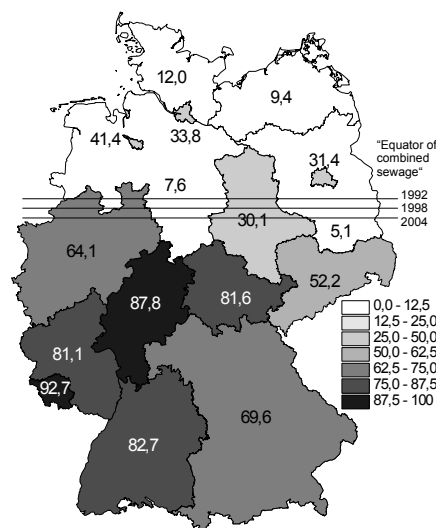 12,0
9,4
41,4
33,8
31,4
"Equator of
combined
sewage"
7,6
1992
1998
2004
30,1
5,1
64,1
52,2
87,8
81,6
81,1
92,7
69,6
82,7
0,0 - 12,5
12,5 - 25,0
25,0 - 50,0
50,0 - 62,5
62,5 - 75,0
75,0 - 87,5
87,5 - 100